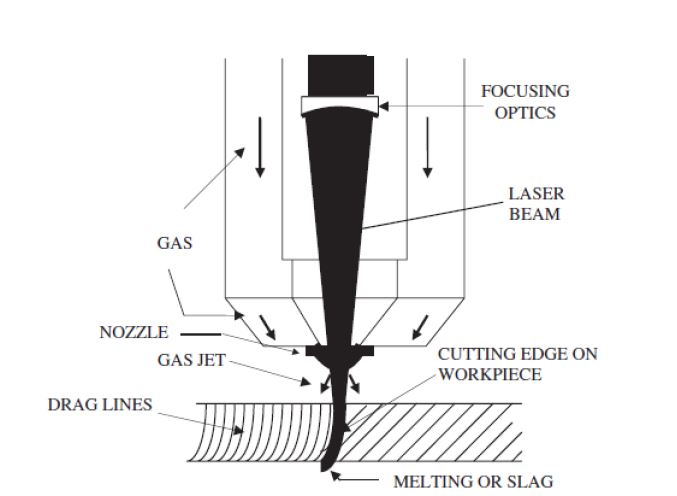 FOCUSING
OPTICS
LASER
BEAM
GAS
NOZZLE
GAS JET
CUTTING EDGE ON
WORKPIECE
DRAG LINES
MELTING OR SLAG